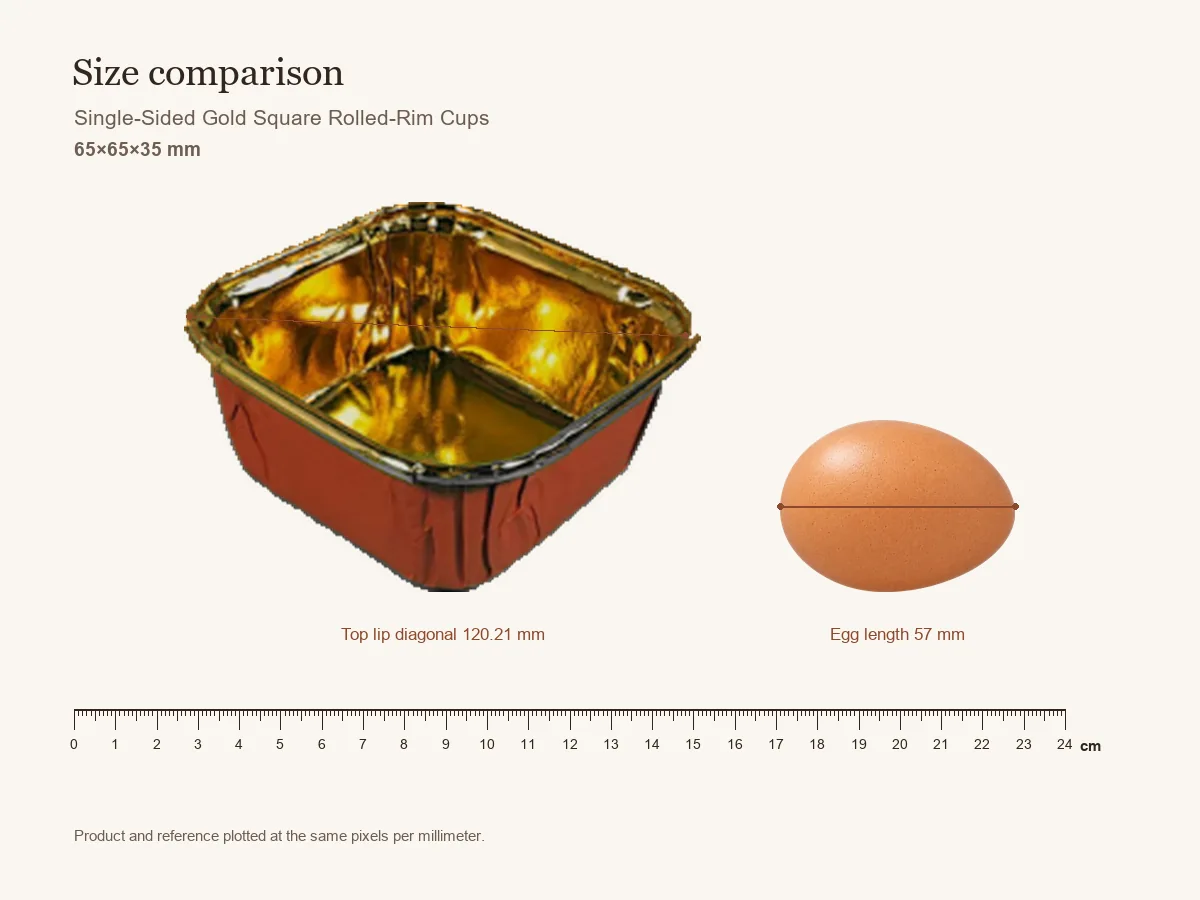 Size comparison
Single-Sided Gold Square Rolled-Rim Cups
65×65×35 mm
Top lip diagonal 120.21 mm
Egg length 57 mm
0 1 2 3 4 5 6 7 8 9 10 11 12 13 14 15 16 17 18 19 20 21 22 23 24 cm
Product and reference plotted at the same pixels per millimeter.